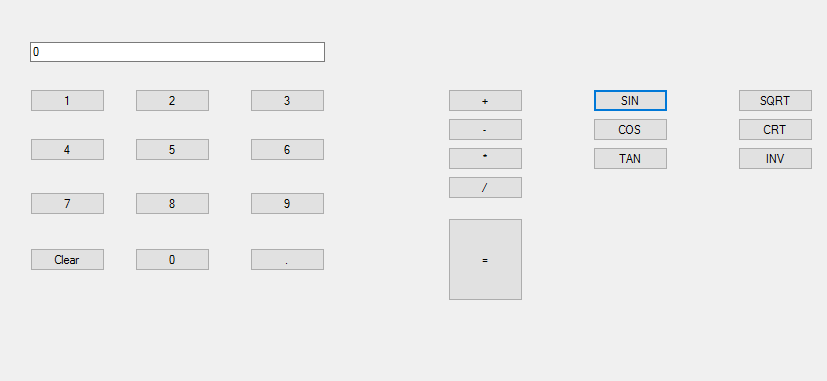 0
1 2 3 + SIN SQRT
- COS CRT
4 5 6 * TAN INV
/
7 8 9
Clear 0 . =